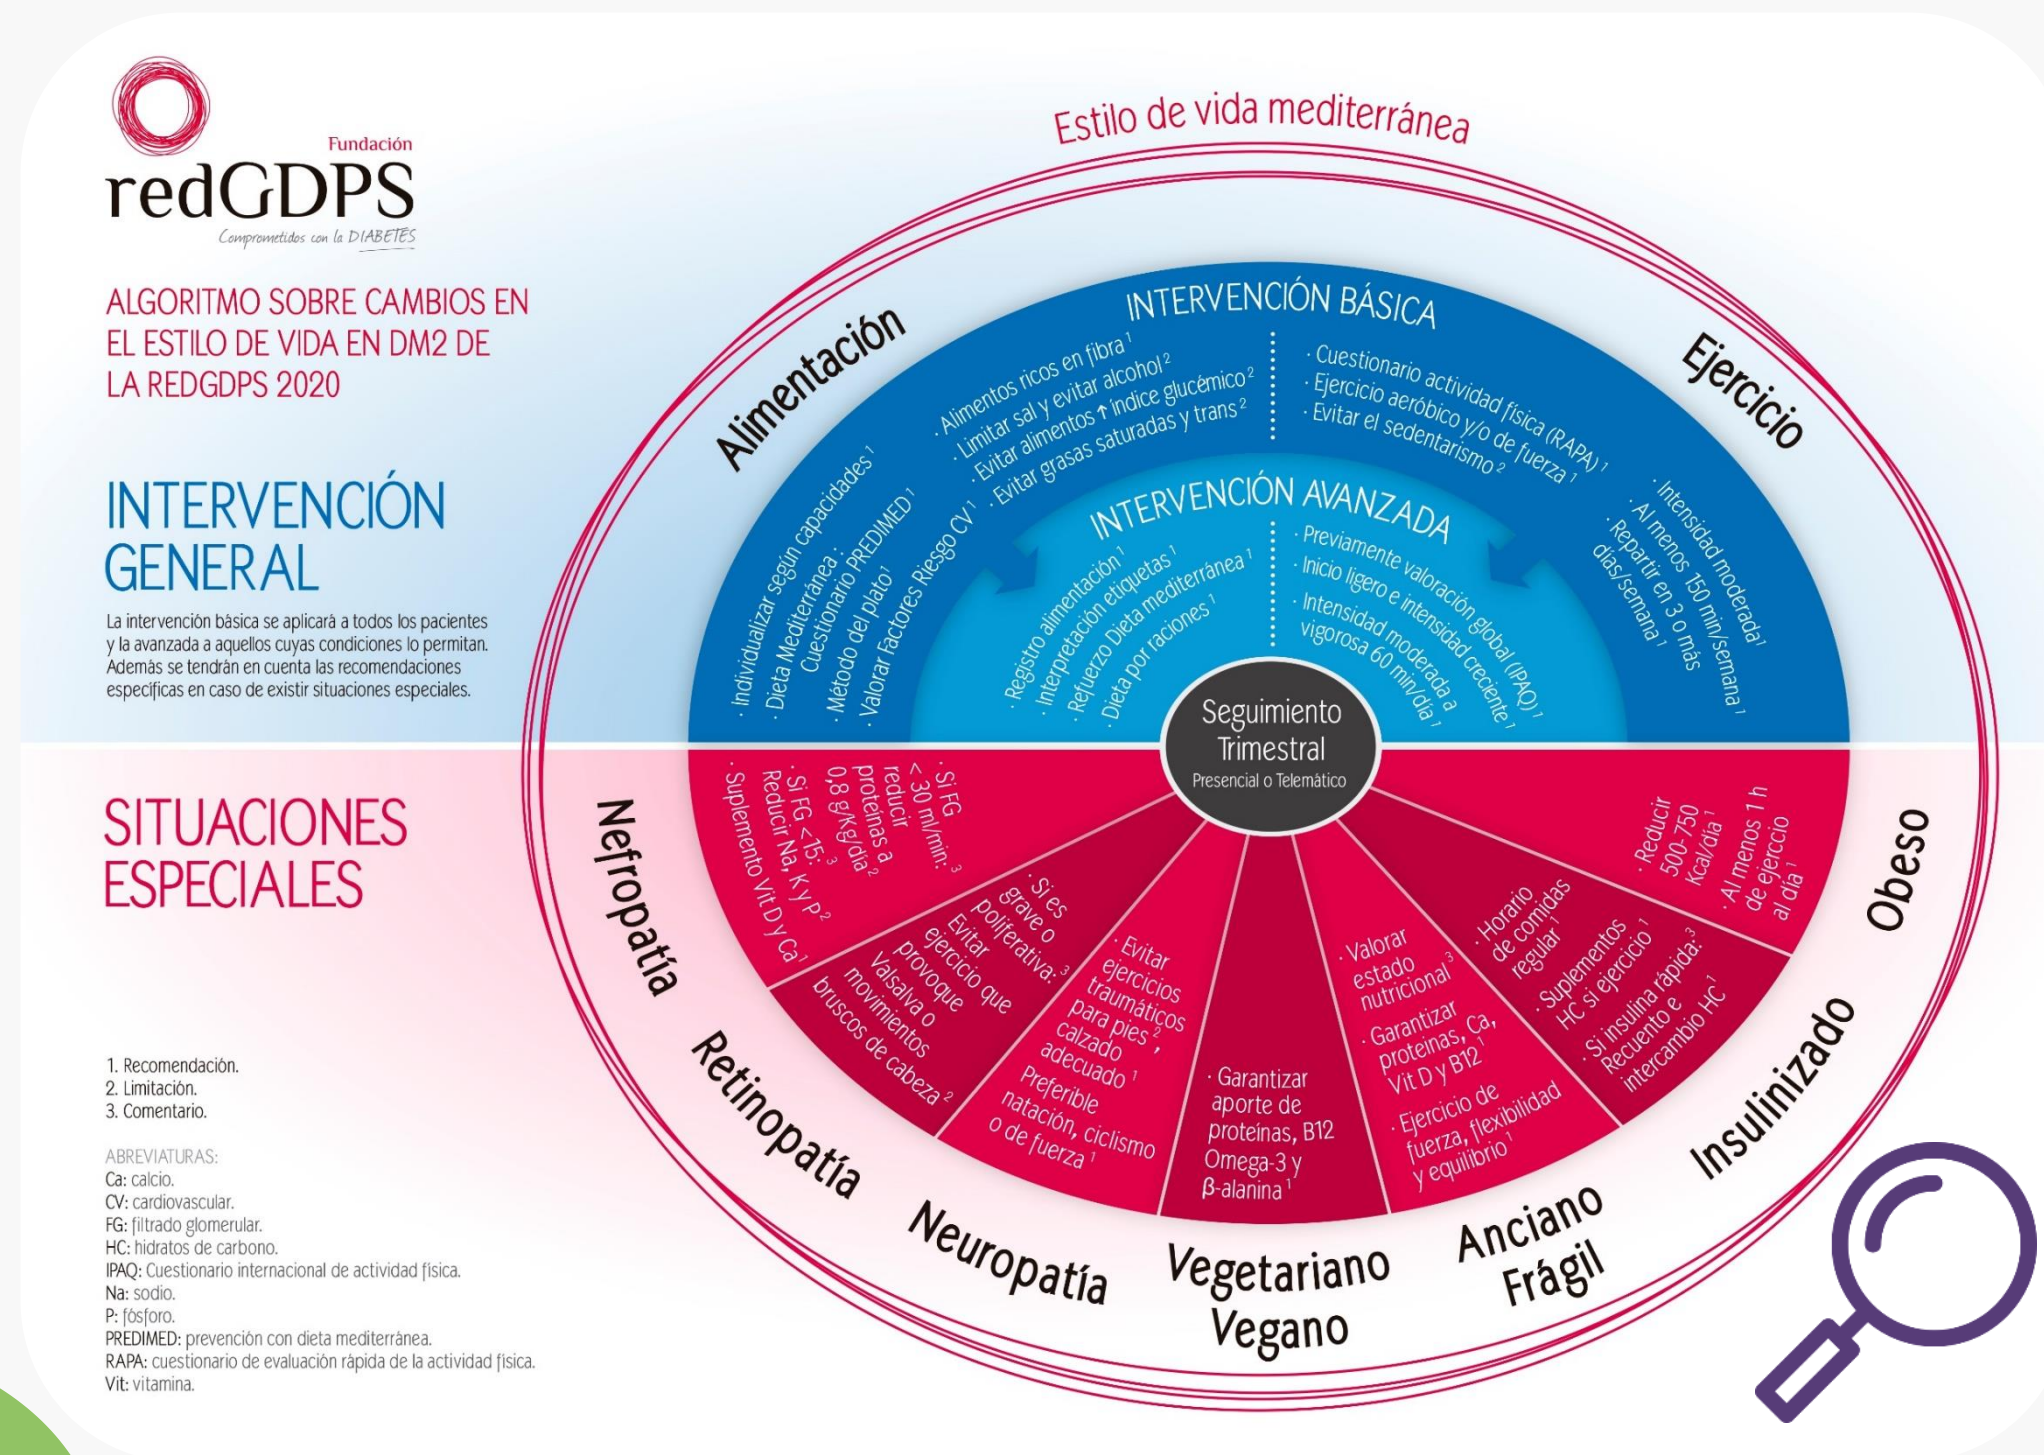 Fundación
redGDPS
Comprometidos con la DIABETES
ALGORITMO SOBRE CAMBIOS EN
EL ESTILO DE VIDA EN DM2 DE
LA REDGDPS 2020
INTERVENCIÓN
GENERAL
La intervención básica se aplicará a todos los pacientes
y la avanzada a aquellos cuyas condiciones lo permitan.
Además se tendrán en cuenta las recomendaciones
específicas en caso de existir situaciones especiales.
SITUACIONES
ESPECIALES
1. Recomendación.
2. Limitación.
3. Comentario.
ABREVIATURAS:
Ca: calcio.
CV: cardiovascular.
FG: filtrado glomerular.
HC: hidratos de carbono.
IPAQ: Cuestionario internacional de actividad física.
Na: sodio.
P: fósforo.
PREDIMED: prevención con dieta mediterránea.
RAPA: cuestionario de evaluación rápida de la actividad física.
Vit: vitamina.
Estilo de vida mediterránea
Alimentación
Ejercicio
INTERVENCIÓN BÁSICA
· Individualizar según capacidades¹
· Dieta Mediterránea:
Cuestionario PREDIMED¹
· Método del plato¹
· Valorar Factores Riesgo CV¹
· Alimentos ricos en fibra¹
· Limitar sal y evitar alcohol²
· Evitar alimentos ↑ índice glucémico²
· Evitar grasas saturadas y trans²
· Cuestionario actividad física (RAPA)¹
· Ejercicio aeróbico y/o de fuerza¹
· Evitar el sedentarismo²
· Intensidad moderada¹
· Al menos 150 min/semana¹
· Repartir en 3 o más
días/semana¹
INTERVENCIÓN AVANZADA
· Registro alimentación¹
· Interpretación etiquetas¹
· Refuerzo Dieta mediterránea¹
· Dieta por raciones¹
· Previamente valoración global (IPAQ)¹
· Inicio ligero e intensidad creciente¹
· Intensidad moderada a
vigorosa 60 min/día¹
Seguimiento
Trimestral
Presencial o Telemático
Nefropatía
· Si FG
< 30 ml/min:³
reducir
proteínas a
0,8 g/Kg/día²
· Si FG <15:³
Reducir Na, K y P²
· Suplemento Vit D y Ca¹
Retinopatía
· Si es
grave o
poliferativa:³
Evitar
ejercicio que
provoque
Valsalva o
movimientos
bruscos de cabeza²
Neuropatía
· Evitar
ejercicios
traumáticos
para pies²,
calzado
adecuado¹
Preferible
natación, ciclismo
o de fuerza¹
Vegetariano
Vegano
· Garantizar
aporte de
proteínas, B12
Omega-3 y
β-alanina¹
Anciano
Frágil
· Valorar
estado
nutricional³
· Garantizar
proteínas, Ca,
Vit D y B12¹
· Ejercicio de
fuerza, flexibilidad
y equilibrio¹
Insulinizado
· Horario
de comidas
regular¹
· Suplementos
HC si ejercicio¹
· Si insulina rápida:³
Recuento e
intercambio HC¹
Obeso
· Reducir
500-750
Kcal/día¹
· Al menos 1 h
de ejercicio
al día¹